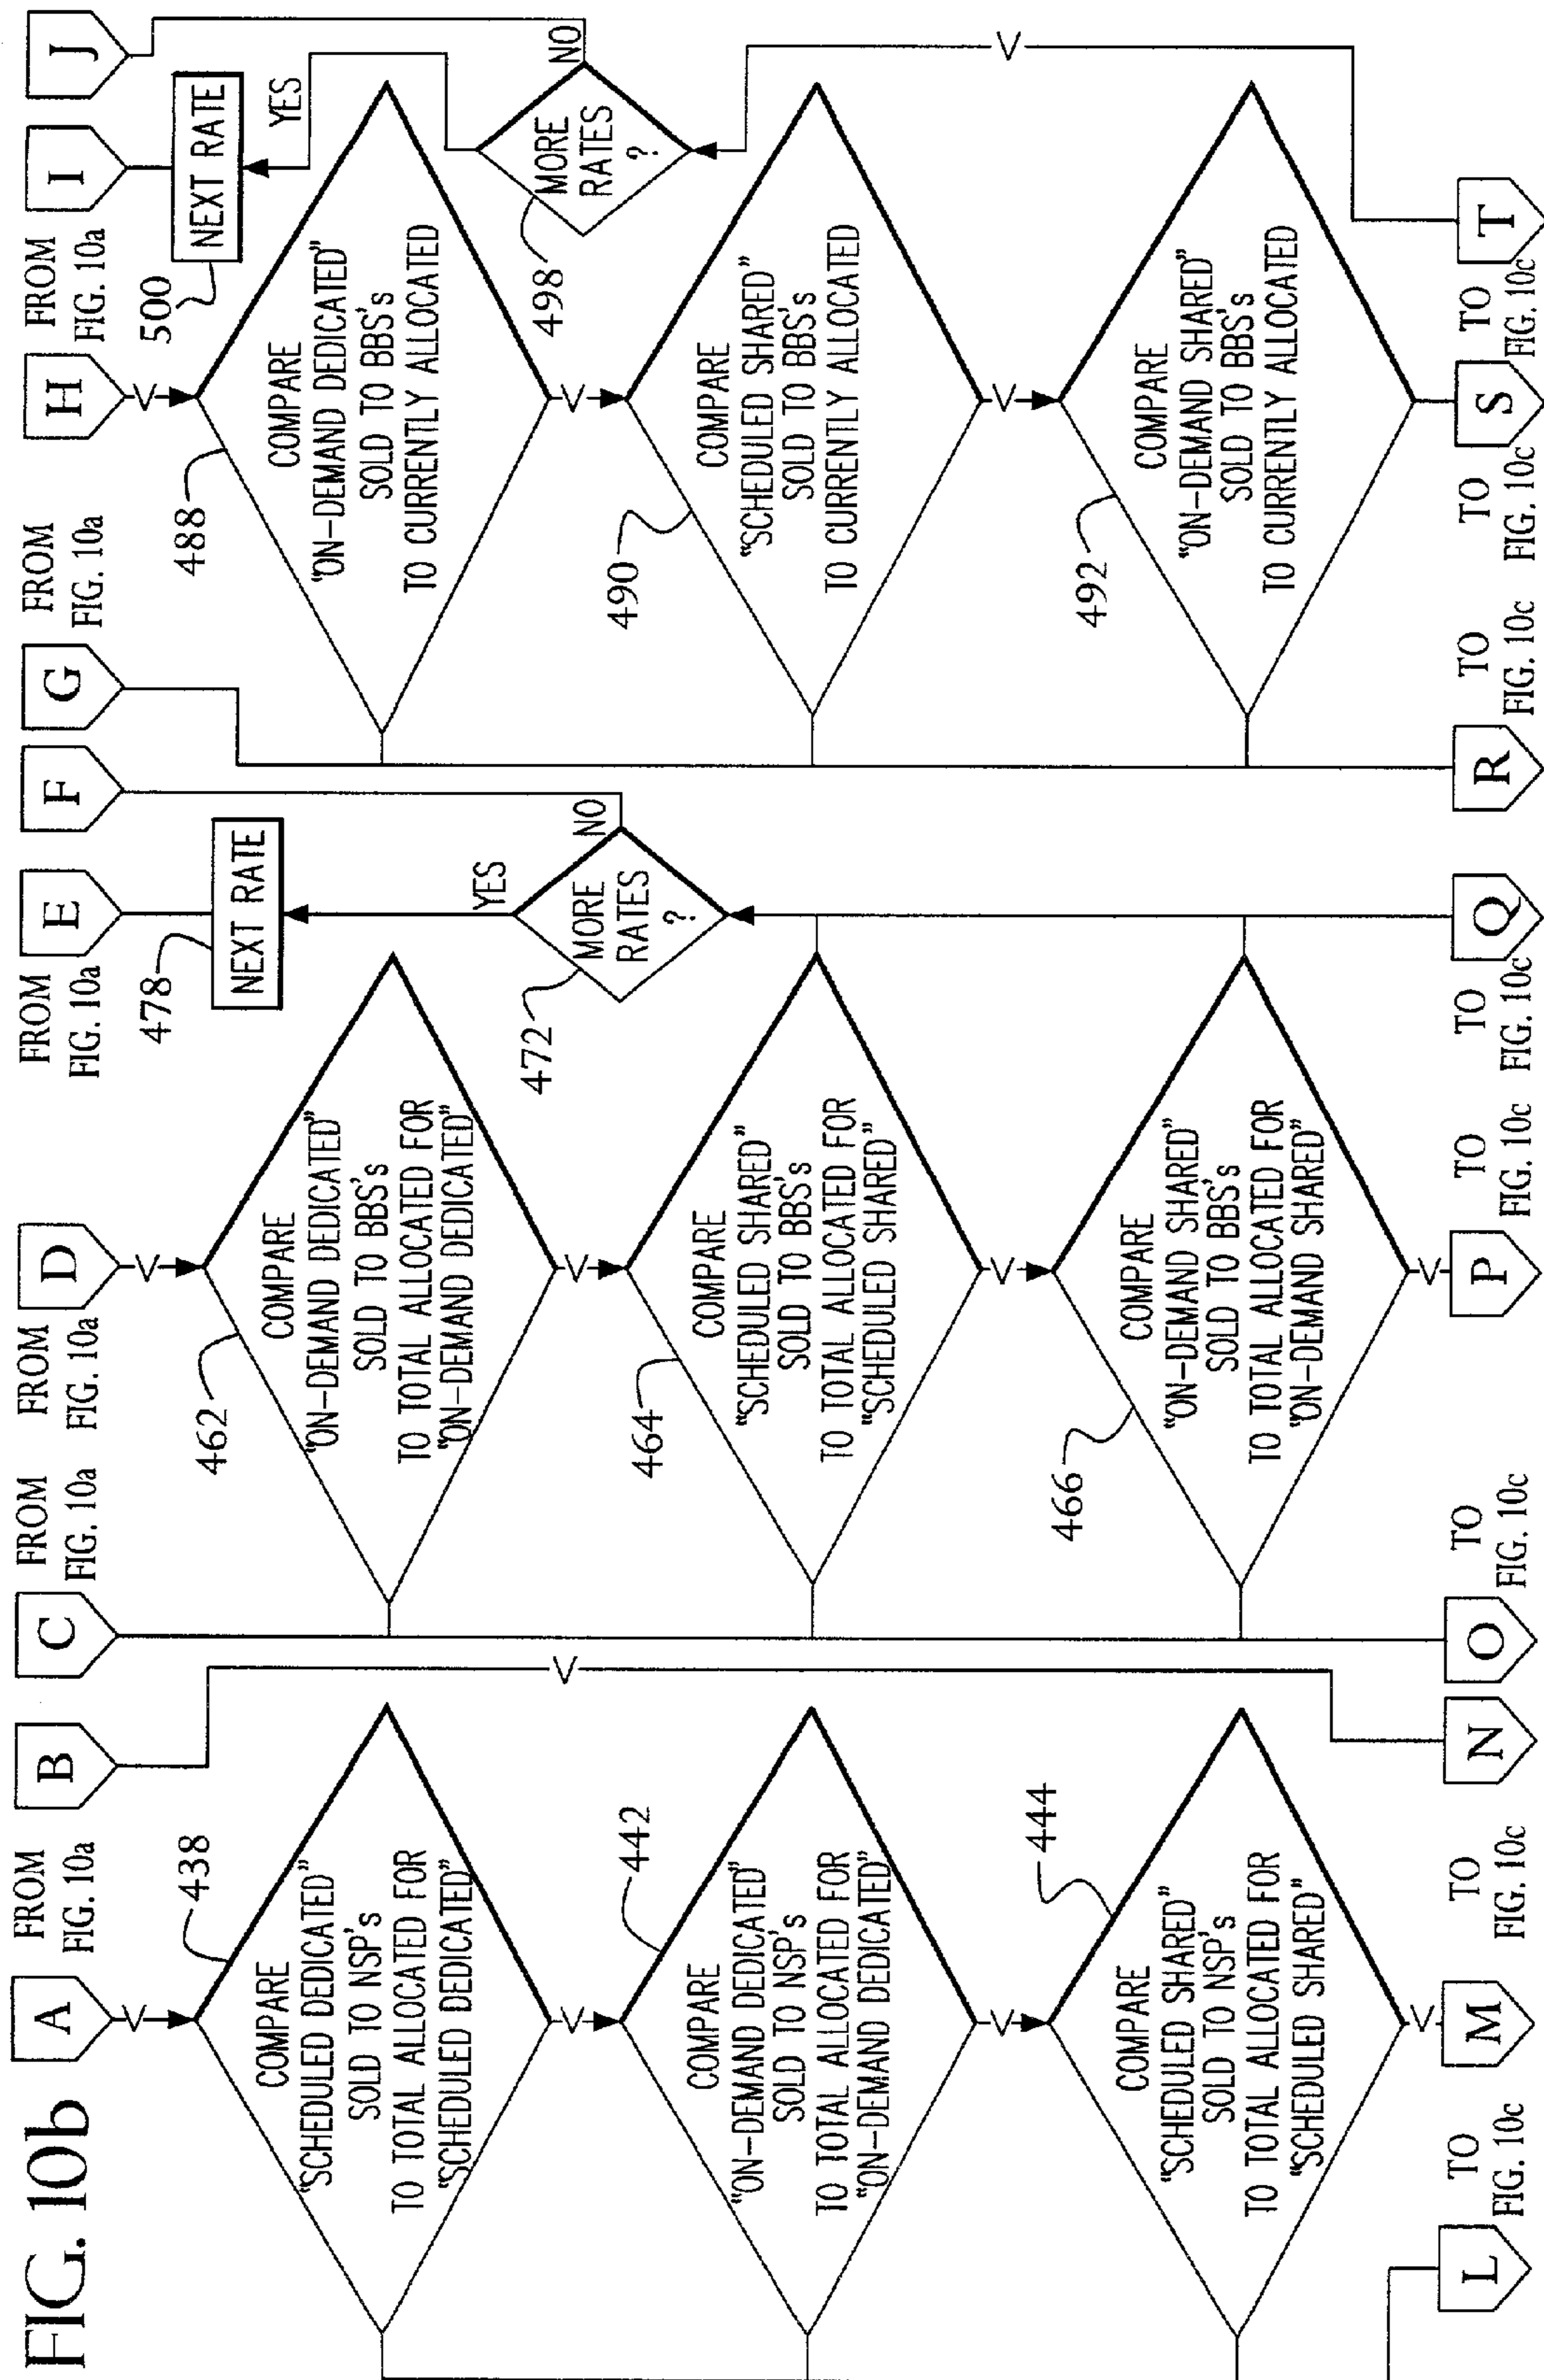 FIG. 10b
A
FROM
FIG. 10a
B
C
FROM
FIG. 10a
D
FROM
FIG. 10a
E
FROM
FIG. 10a
F
G
FROM
FIG. 10a
H
FROM
FIG. 10a
I
J
V
438
COMPARE
"SCHEDULED DEDICATED"
SOLD TO NSP's
TO TOTAL ALLOCATED FOR
"SCHEDULED DEDICATED"
V
442
COMPARE
"ON-DEMAND DEDICATED"
SOLD TO NSP's
TO TOTAL ALLOCATED FOR
"ON-DEMAND DEDICATED"
V
444
COMPARE
"SCHEDULED SHARED"
SOLD TO NSP's
TO TOTAL ALLOCATED FOR
"SCHEDULED SHARED"
V
V
V
462
COMPARE
"ON-DEMAND DEDICATED"
SOLD TO BBS's
TO TOTAL ALLOCATED FOR
"ON-DEMAND DEDICATED"
V
464
COMPARE
"SCHEDULED SHARED"
SOLD TO BBS's
TO TOTAL ALLOCATED FOR
"SCHEDULED SHARED"
V
466
COMPARE
"ON-DEMAND SHARED"
SOLD TO BBS's
TO TOTAL ALLOCATED FOR
"ON-DEMAND SHARED"
V
478
NEXT RATE
YES
NO
472
MORE
RATES
?
V
488
COMPARE
"ON-DEMAND DEDICATED"
SOLD TO BBS's
TO CURRENTLY ALLOCATED
V
490
COMPARE
"SCHEDULED SHARED"
SOLD TO BBS's
TO CURRENTLY ALLOCATED
V
492
COMPARE
"ON-DEMAND SHARED"
SOLD TO BBS's
TO CURRENTLY ALLOCATED
500
NEXT RATE
YES
NO
498
MORE
RATES
?
V
L
TO
FIG. 10c
M
TO
FIG. 10c
N
O
TO
FIG. 10c
P
TO
FIG. 10c
Q
TO
FIG. 10c
R
TO
FIG. 10c
S
TO
FIG. 10c
T
TO
FIG. 10c